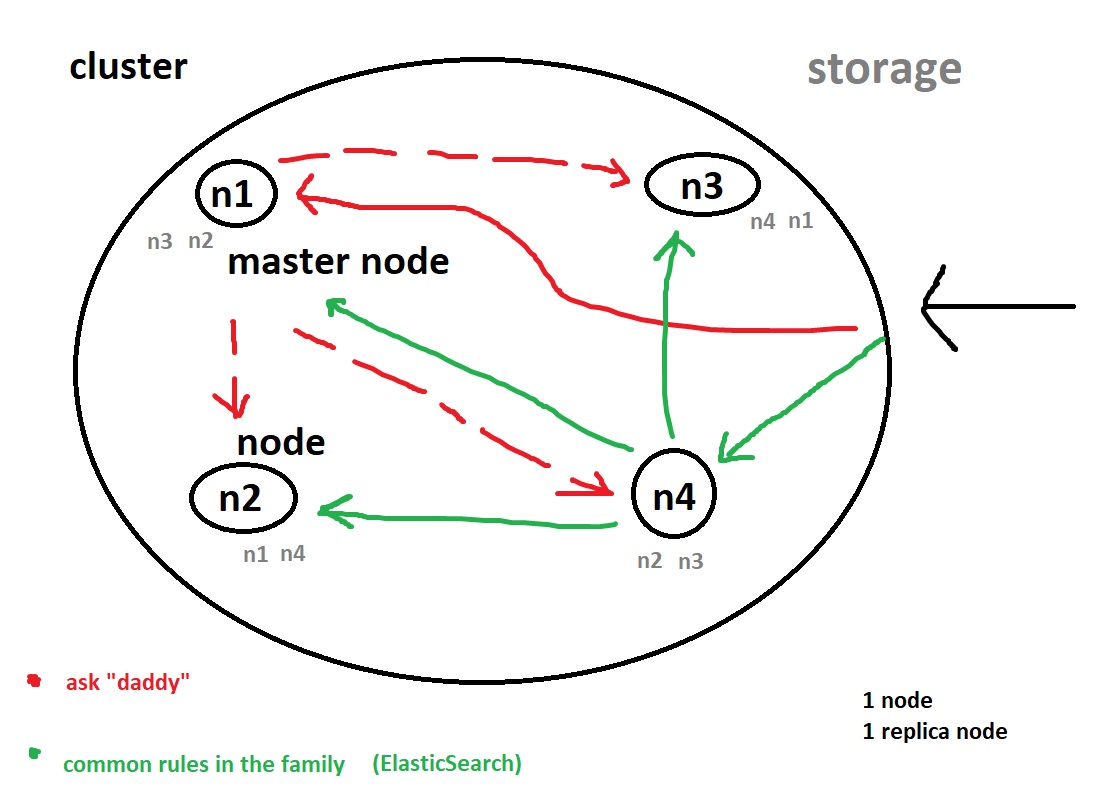 cluster
storage
n1
n3
n3 n2
n4 n1
master node
node
n2
n4
n1 n4
n2 n3
ask "daddy"
1 node
1 replica node
common rules in the family (ElasticSearch)